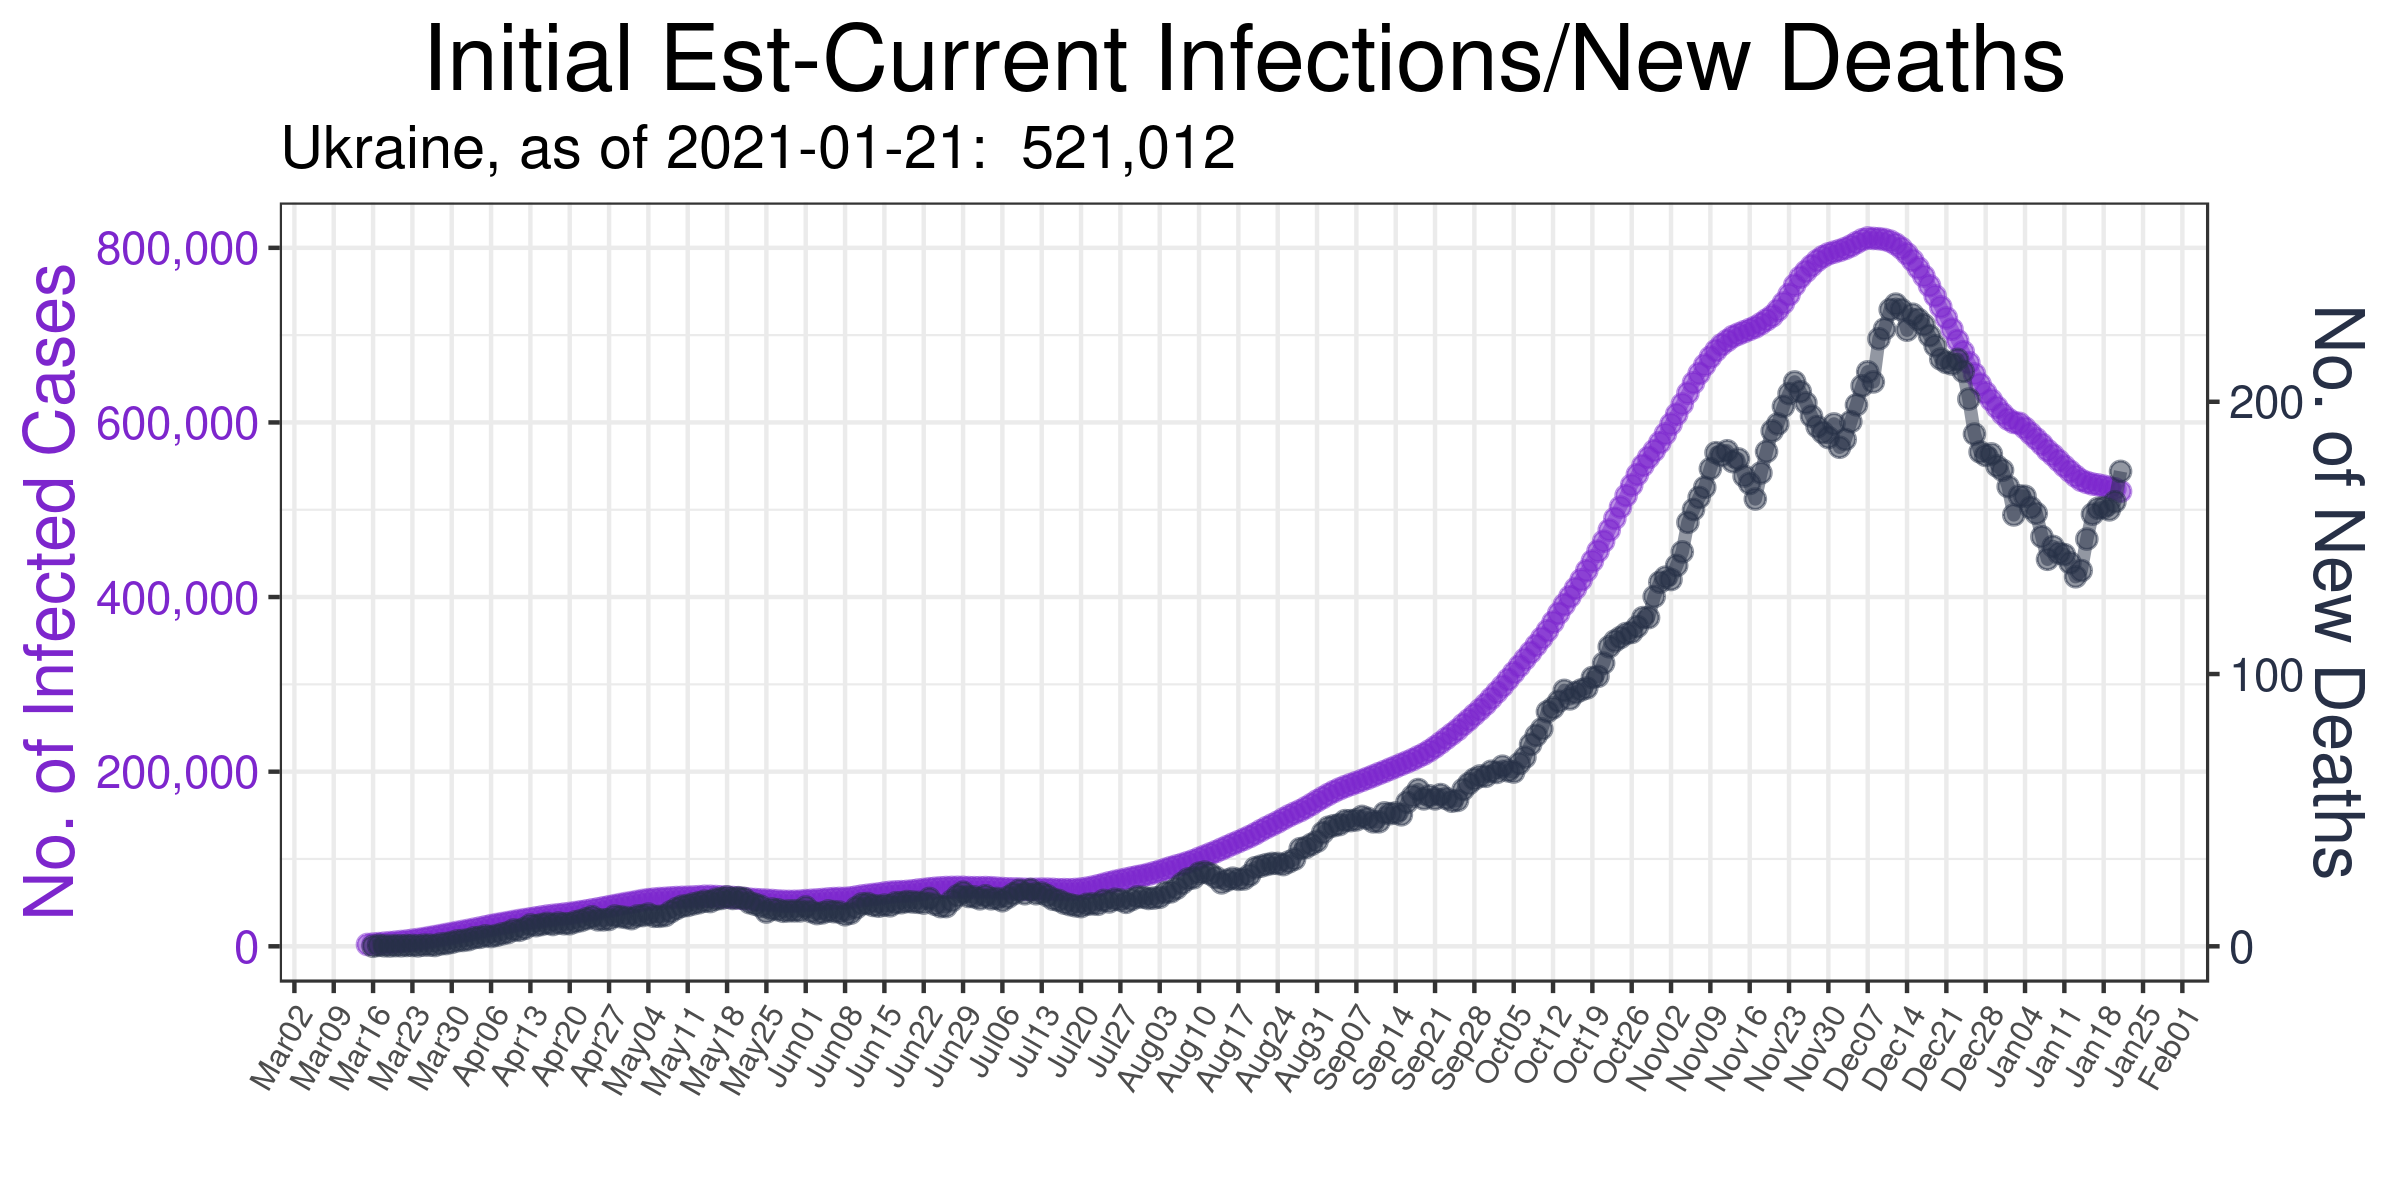 Initial Est-Current Infections/New Deaths
Ukraine, as of 2021-01-21:  521,012
No. of Infected Cases
800,000
600,000
400,000
200,000
0
200
100
0
No. of New Deaths
Mar02
Mar09
Mar16
Mar23
Mar30
Apr06
Apr13
Apr20
Apr27
May04
May11
May18
May25
Jun01
Jun08
Jun15
Jun22
Jun29
Jul06
Jul13
Jul20
Jul27
Aug03
Aug10
Aug17
Aug24
Aug31
Sep07
Sep14
Sep21
Sep28
Oct05
Oct12
Oct19
Oct26
Nov02
Nov09
Nov16
Nov23
Nov30
Dec07
Dec14
Dec21
Dec28
Jan04
Jan11
Jan18
Jan25
Feb01